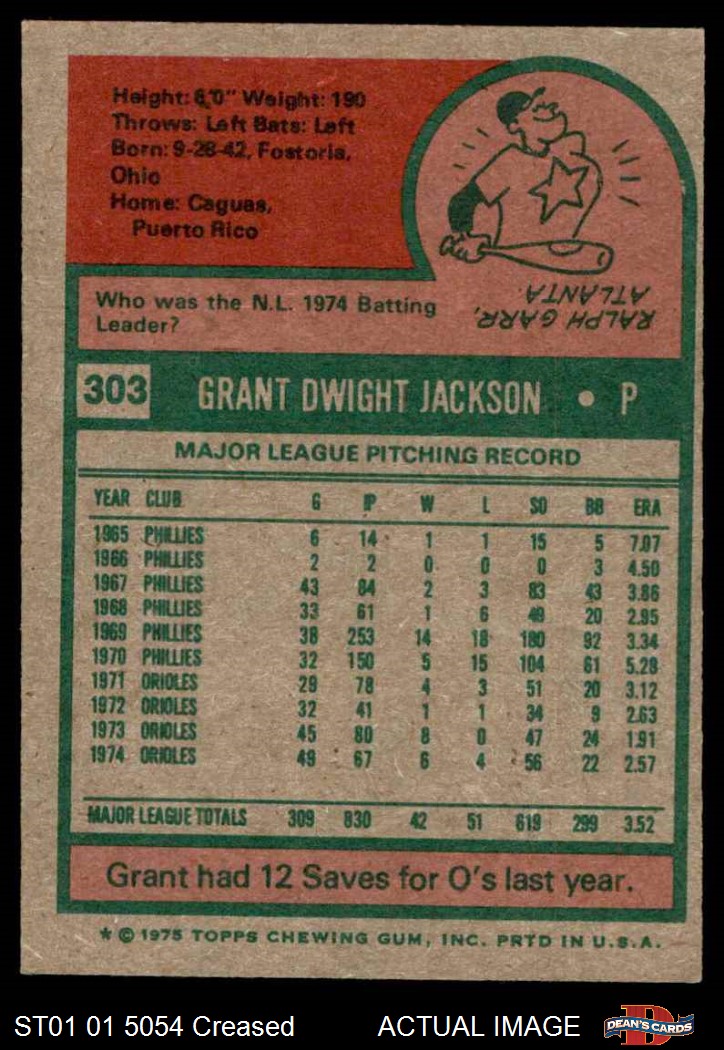 Height: 6'0" Weight: 190
Throws: Left Bats: Left
Born: 9-28-42, Fostoria,
Ohio
Home: Caguas,
Puerto Rico
Who was the N.L. 1974 Batting
Leader?
RALPH GARR,
ATLANTA.
303 GRANT DWIGHT JACKSON • P
MAJOR LEAGUE PITCHING RECORD
YEAR CLUB G IP W L SO BB ERA
1965 PHILLIES 6 14 1 1 15 5 7.07
1966 PHILLIES 2 2 0 0 0 3 4.50
1967 PHILLIES 43 84 2 3 83 43 3.86
1968 PHILLIES 33 61 1 6 49 20 2.95
1969 PHILLIES 38 253 14 18 180 92 3.34
1970 PHILLIES 32 150 5 15 104 61 5.28
1971 ORIOLES 29 78 4 3 51 20 3.12
1972 ORIOLES 32 41 1 1 34 9 2.63
1973 ORIOLES 45 80 8 0 47 24 1.91
1974 ORIOLES 49 67 6 4 56 22 2.57
MAJOR LEAGUE TOTALS 309 830 42 51 619 299 3.52
Grant had 12 Saves for O's last year.
* © 1975 TOPPS CHEWING GUM, INC. PRTD IN U.S.A.
ST01 01 5054 Creased ACTUAL IMAGE
D
DEAN'S CARDS